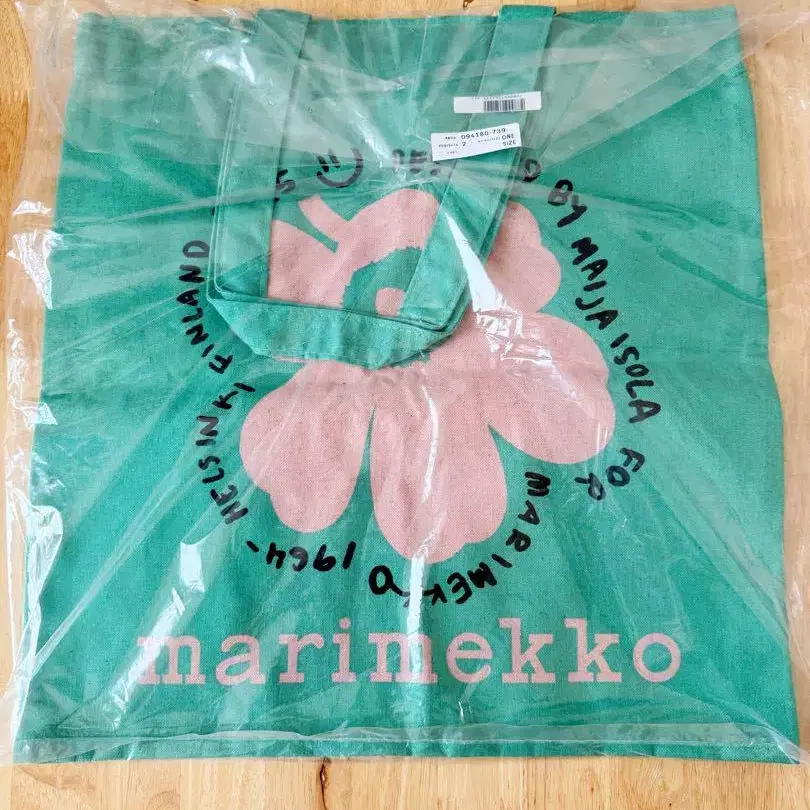 094180-739
2
ONE
SIZE
BY MAIJA ISOLA FOR MARIMEKKO 1964 - HELSINKI FINLAND
marimekko